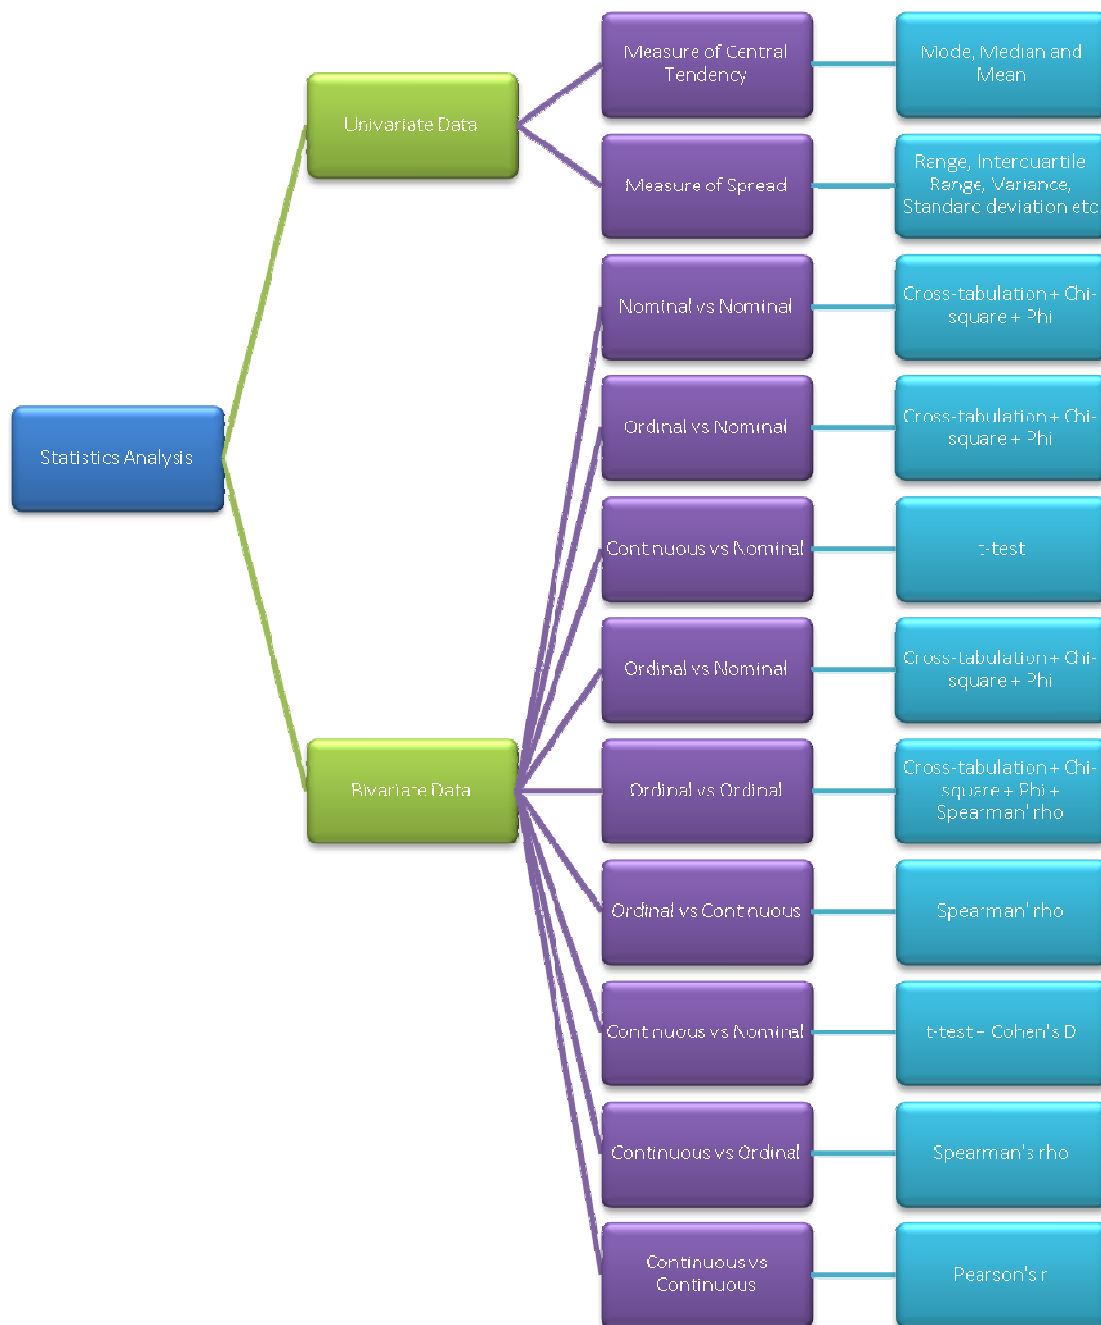 Measure of Central
Tendency
Mode, Median and
Mean
Univariate Data
Measure of Spread
Range, Intercuartile
Range, Variance,
Standarc deviation etc
Nominal vs Nominal
Cross-tabulation + Chi-
square + Phi
Ordinal vs Nominal
Cross-tabulation + Chi-
square + Phi
Statistics Analysis
Continuous vs Nominal
t-test
Ordinal vs Nominal
Cross-tabulation + Chi-
square + Phi
Bivariate Data
Ordinal vs Ordinal
Cross-tabulation + Chi-
square + Phi +
Spearman' rho
Ordinal vs Continuous
Spearman' rho
Continuous vs Nominal
t-test – Cohen's D
Continuous vs Ordinal
Spearman's rho
Continuous vs
Continuous
Pearson's r